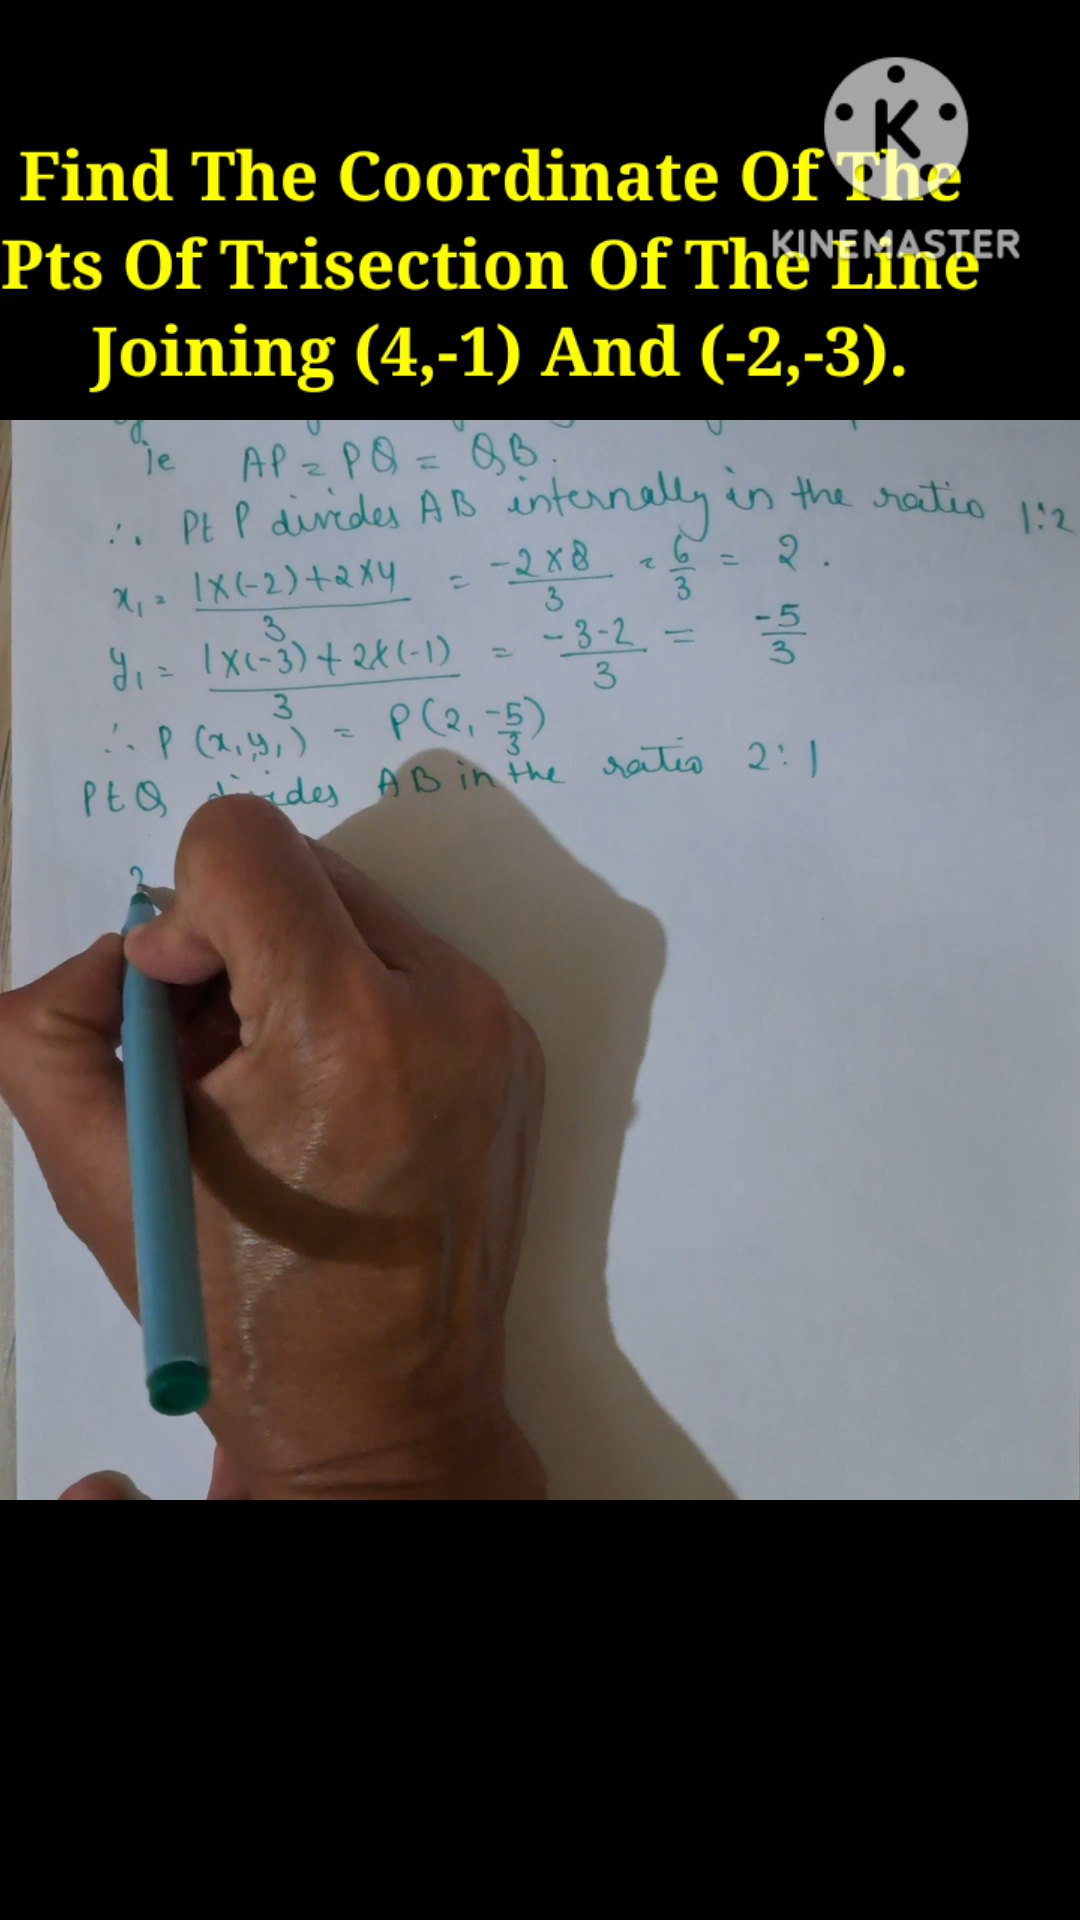 Find The Coordinate Of The
Pts Of Trisection Of The Line
Joining (4,-1) And (-2,-3).
K
KINEMASTER
ie AP = PQ = QB.
∴ Pt P divides AB internally in the ratio 1:2
x₁ = 1×(-2)+2×4/3 = -2×8/3 = 6/3 = 2.
y₁ = 1×(-3)+2×(-1)/3 = -3-2/3 = -5/3
∴ P(x₁,y₁) = P(2,-5/3)
Pt Q divides AB in the ratio 2:1